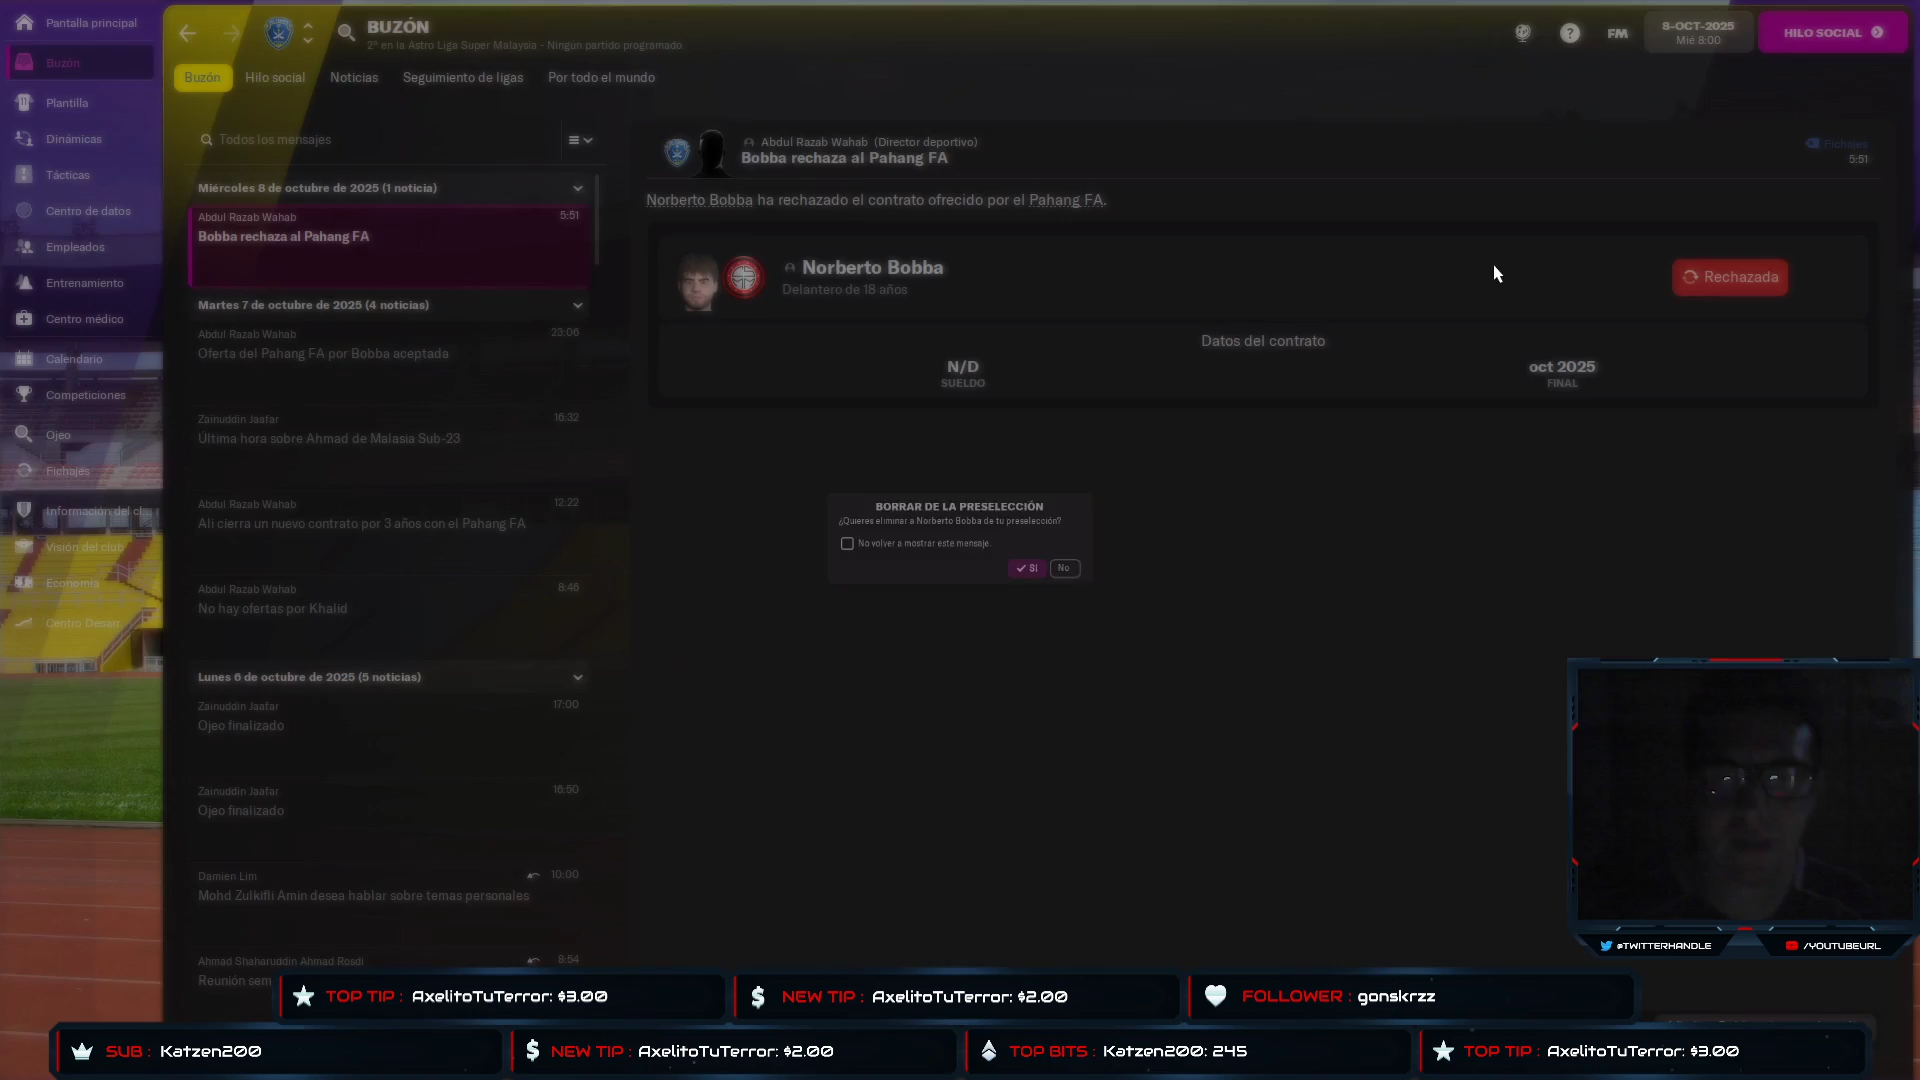 Pantalla principal
Buzón
Plantilla
Dinámicas
Tácticas
Centro de datos
Empleados
Entrenamiento
Centro médico
Calendario
Competiciones
Ojeo
Fichajes
Información del cl...
Visión del club
Economía
Centro Desarr.
BUZÓN
2º en la Astro Liga Super Malaysia - Ningún partido programado
FM
8-OCT-2025
Mié 8:00
HILO SOCIAL
Buzón
Hilo social
Noticias
Seguimiento de ligas
Por todo el mundo
Todos los mensajes
Miércoles 8 de octubre de 2025 (1 noticia)
Abdul Razab Wahab
5:51
Bobba rechaza al Pahang FA
Martes 7 de octubre de 2025 (4 noticias)
Abdul Razab Wahab
23:06
Oferta del Pahang FA por Bobba aceptada
Zainuddin Jaafar
16:32
Última hora sobre Ahmad de Malasia Sub-23
Abdul Razab Wahab
12:22
Ali cierra un nuevo contrato por 3 años con el Pahang FA
Abdul Razab Wahab
8:46
No hay ofertas por Khalid
Lunes 6 de octubre de 2025 (5 noticias)
Zainuddin Jaafar
17:00
Ojeo finalizado
Zainuddin Jaafar
16:50
Ojeo finalizado
Damien Lim
10:00
Mohd Zulkifli Amin desea hablar sobre temas personales
Ahmad Shaharuddin Ahmad Rosdi
8:54
Reunión sem
Abdul Razab Wahab (Director deportivo)
Bobba rechaza al Pahang FA
Fichajes
5:51
Norberto Bobba ha rechazado el contrato ofrecido por el Pahang FA.
Norberto Bobba
Delantero de 18 años
Rechazada
Datos del contrato
N/D
SUELDO
oct 2025
FINAL
BORRAR DE LA PRESELECCIÓN
¿Quieres eliminar a Norberto Bobba de tu preselección?
No volver a mostrar este mensaje.
Sí
No
@TWITTERHANDLE
/YOUTUBEURL
TOP TIP : AxelitoTuTerror: $3.00
NEW TIP : AxelitoTuTerror: $2.00
FOLLOWER : gonskrzz
SUB : Katzen200
NEW TIP : AxelitoTuTerror: $2.00
TOP BITS : Katzen200: 245
TOP TIP : AxelitoTuTerror: $3.00